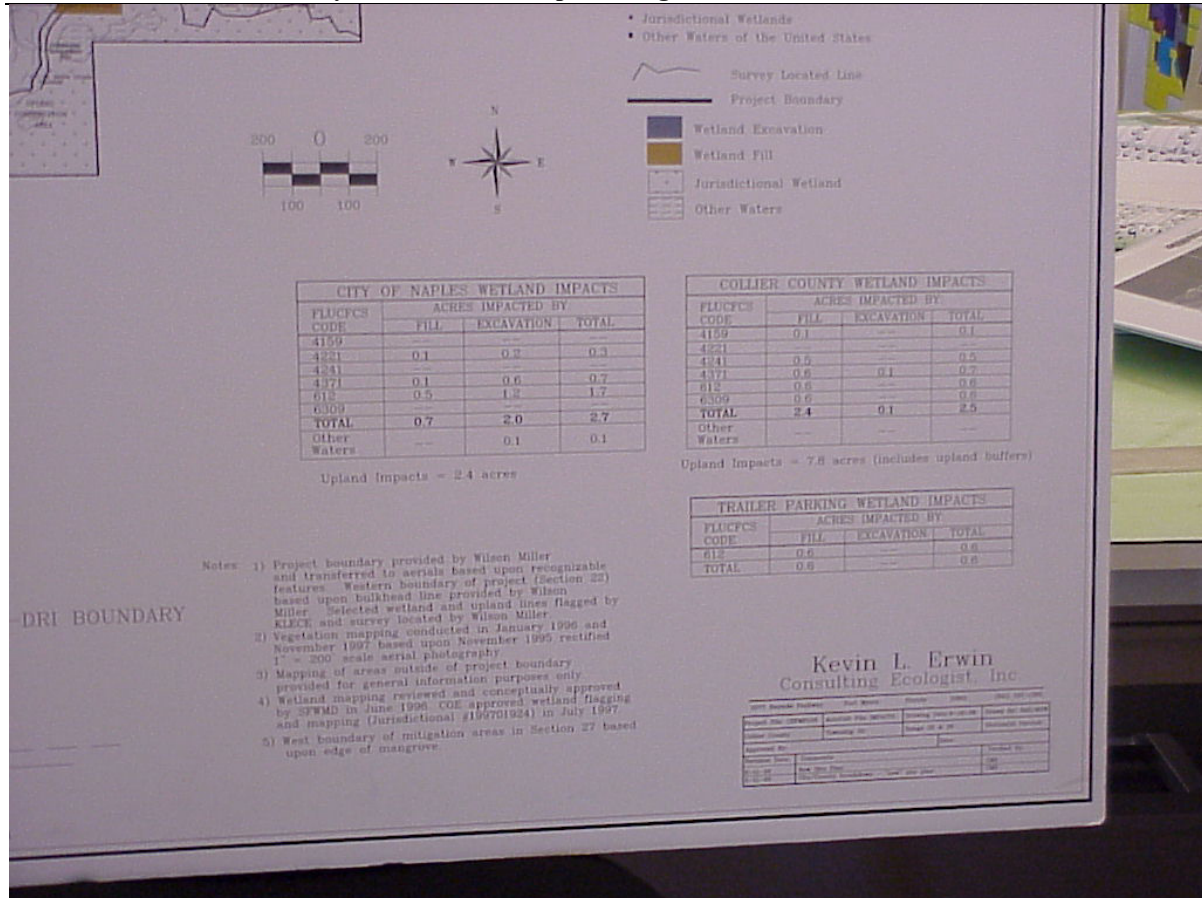 Jurisdictional Wetlands
Other Waters of the United States
Survey Located Line
Project Boundary
Wetland Excavation
Wetland Fill
Jurisdictional Wetland
Other Waters
200 0 200
100 100
N
W E
S
CITY OF NAPLES WETLAND IMPACTS
FLUCFCS CODE ACRES IMPACTED BY
FILL EXCAVATION TOTAL
4159 -- --
4221 0.1 0.2 0.3
4241 -- -- --
4371 0.1 0.6 0.7
612 0.5 1.2 1.7
6309 -- -- --
TOTAL 0.7 2.0 2.7
Other Waters -- 0.1 0.1
Upland Impacts = 2.4 acres
COLLIER COUNTY WETLAND IMPACTS
FLUCFCS CODE ACRES IMPACTED BY:
FILL EXCAVATION TOTAL
4159 0.1 -- 0.1
4221 -- -- --
4241 0.5 -- 0.5
4371 0.6 0.1 0.7
612 0.6 -- 0.6
6309 0.6 -- 0.6
TOTAL 2.4 0.1 2.5
Other Waters -- -- --
Upland Impacts = 7.8 acres (includes upland buffers)
TRAILER PARKING WETLAND IMPACTS
FLUCFCS CODE ACRES IMPACTED BY
FILL EXCAVATION TOTAL
612 0.6 -- 0.6
TOTAL 0.6 -- 0.6
-DRI BOUNDARY
Notes: 1) Project boundary provided by Wilson Miller
and transferred to aerials based upon recognizable
features. Western boundary of project (Section 22)
based upon bulkhead line provided by Wilson
Miller. Selected wetland and upland lines flagged by
KLECE and survey located by Wilson Miller.
2) Vegetation mapping conducted in January 1996 and
November 1997 based upon November 1995 rectified
1" = 200' scale aerial photography.
3) Mapping of areas outside of project boundary
provided for general information purposes only.
4) Wetland mapping reviewed and conceptually approved
by SFWMD in June 1996. COE approved wetland flagging
and mapping (Jurisdictional #199701924) in July 1997.
5) West boundary of mitigation areas in Section 27 based
upon edge of mangrove.
Kevin L. Erwin
Consulting Ecologist, Inc.